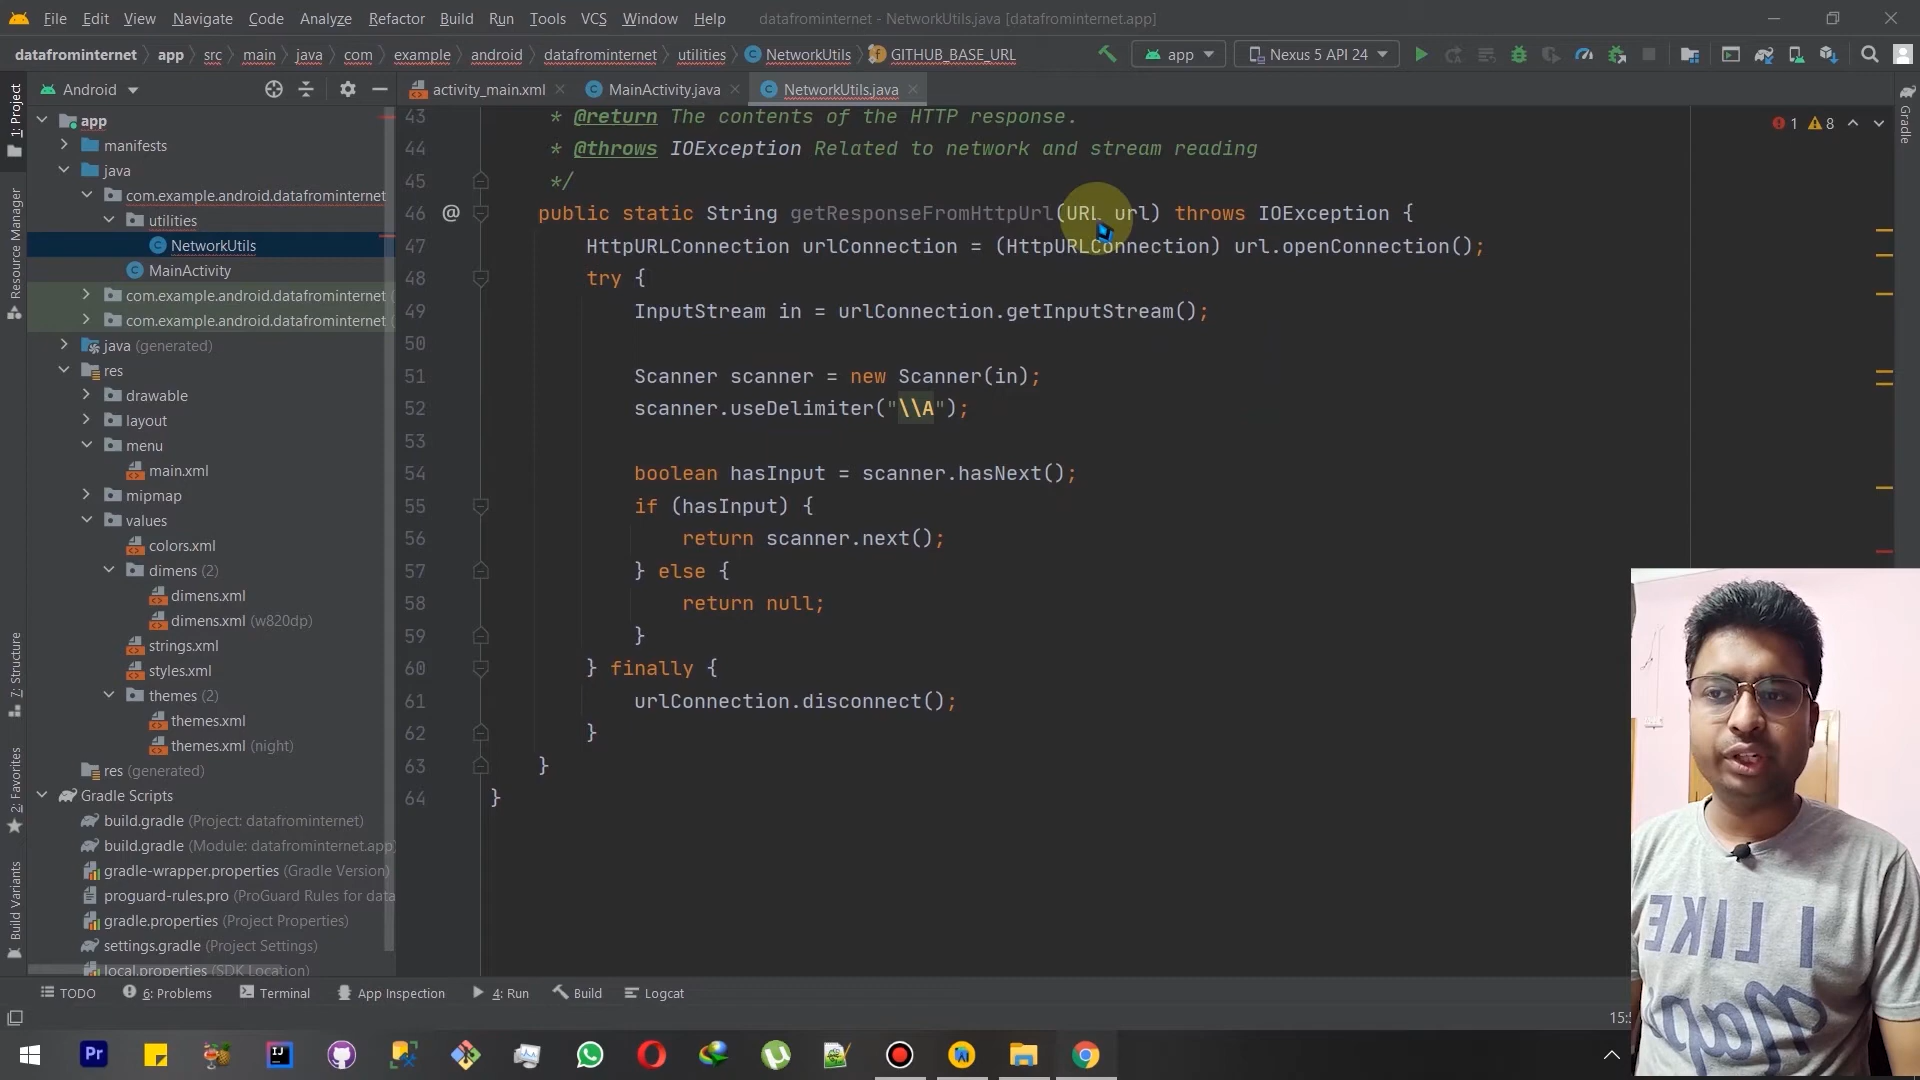 File Edit View Navigate Code Analyze Refactor Build Run Tools VCS Window Help datafrominternet - NetworkUtils.java [datafrominternet.app]
datafrominternet app src main java com example android datafrominternet utilities NetworkUtils GITHUB_BASE_URL app Nexus 5 API 24
Android activity_main.xml MainActivity.java NetworkUtils.java
1: Project
Resource Manager
7: Structure
2: Favorites
Build Variants
Gradle
app
manifests
java
com.example.android.datafrominternet
utilities
NetworkUtils
MainActivity
com.example.android.datafrominternet (
com.example.android.datafrominternet (
java (generated)
res
drawable
layout
menu
main.xml
mipmap
values
colors.xml
dimens (2)
dimens.xml
dimens.xml (w820dp)
strings.xml
styles.xml
themes (2)
themes.xml
themes.xml (night)
res (generated)
Gradle Scripts
build.gradle (Project: datafrominternet)
build.gradle (Module: datafrominternet.app)
gradle-wrapper.properties (Gradle Version)
proguard-rules.pro (ProGuard Rules for data
gradle.properties (Project Properties)
settings.gradle (Project Settings)
local.properties (SDK Location)
1 8
43 * @return The contents of the HTTP response.
44 * @throws IOException Related to network and stream reading
45 */
46 @ public static String getResponseFromHttpUrl(URL url) throws IOException {
47 HttpURLConnection urlConnection = (HttpURLConnection) url.openConnection();
48 try {
49 InputStream in = urlConnection.getInputStream();
50
51 Scanner scanner = new Scanner(in);
52 scanner.useDelimiter("\\A");
53
54 boolean hasInput = scanner.hasNext();
55 if (hasInput) {
56 return scanner.next();
57 } else {
58 return null;
59 }
60 } finally {
61 urlConnection.disconnect();
62 }
63 }
64 }
I LIKE
TODO 6: Problems Terminal App Inspection 4: Run Build Logcat
Pr